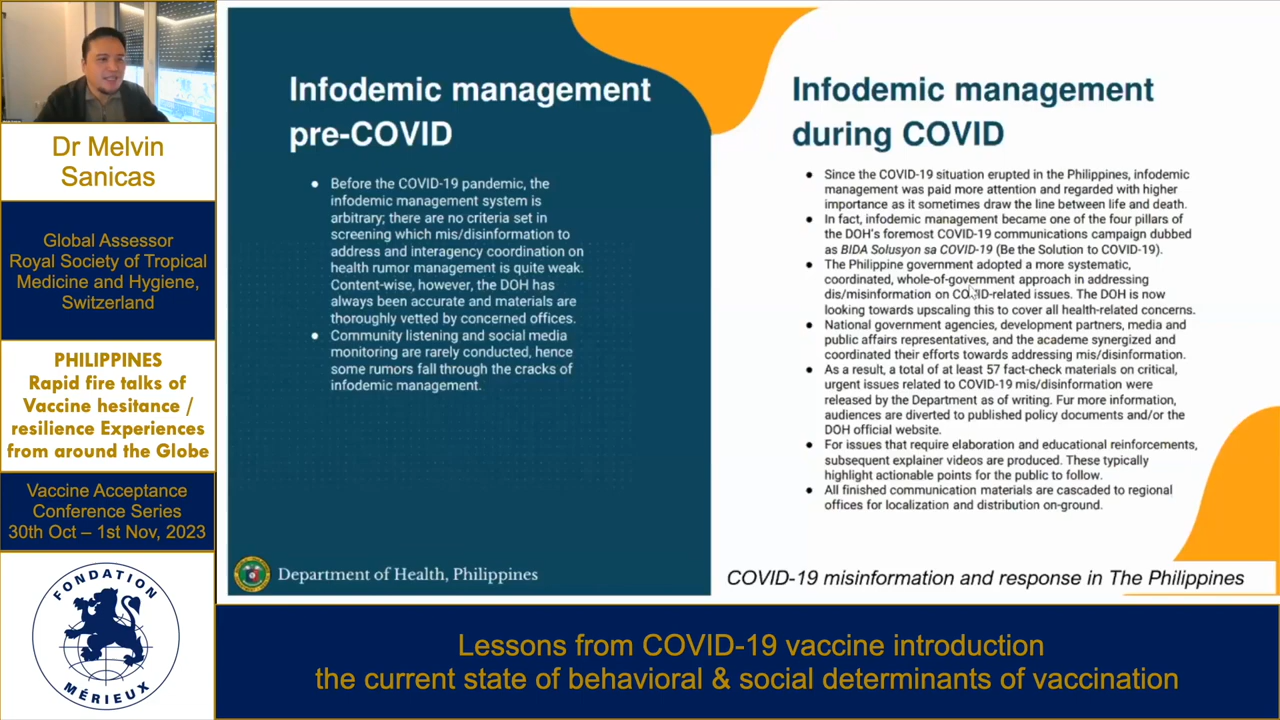 Dr Melvin
Sanicas
Global Assessor
Royal Society of Tropical
Medicine and Hygiene,
Switzerland
PHILIPPINES
Rapid fire talks of
Vaccine hesitance /
resilience Experiences
from around the Globe
Vaccine Acceptance
Conference Series
30th Oct – 1st Nov, 2023
FONDATION
MÉRIEUX
Infodemic management
pre-COVID
● Before the COVID-19 pandemic, the
infodemic management system is
arbitrary; there are no criteria set in
screening which mis/disinformation to
address and interagency coordination on
health rumor management is quite weak.
Content-wise, however, the DOH has
always been accurate and materials are
thoroughly vetted by concerned offices.
● Community listening and social media
monitoring are rarely conducted, hence
some rumors fall through the cracks of
infodemic management.
Department of Health, Philippines
Infodemic management
during COVID
● Since the COVID-19 situation erupted in the Philippines, infodemic
management was paid more attention and regarded with higher
importance as it sometimes draw the line between life and death.
● In fact, infodemic management became one of the four pillars of
the DOH's foremost COVID-19 communications campaign dubbed
as BIDA Solusyon sa COVID-19 (Be the Solution to COVID-19).
● The Philippine government adopted a more systematic,
coordinated, whole-of-government approach in addressing
dis/misinformation on COVID-related issues. The DOH is now
looking towards upscaling this to cover all health-related concerns.
● National government agencies, development partners, media and
public affairs representatives, and the academe synergized and
coordinated their efforts towards addressing mis/disinformation.
● As a result, a total of at least 57 fact-check materials on critical,
urgent issues related to COVID-19 mis/disinformation were
released by the Department as of writing. Fur more information,
audiences are diverted to published policy documents and/or the
DOH official website.
● For issues that require elaboration and educational reinforcements,
subsequent explainer videos are produced. These typically
highlight actionable points for the public to follow.
● All finished communication materials are cascaded to regional
offices for localization and distribution on-ground.
COVID-19 misinformation and response in The Philippines
Lessons from COVID-19 vaccine introduction
the current state of behavioral & social determinants of vaccination